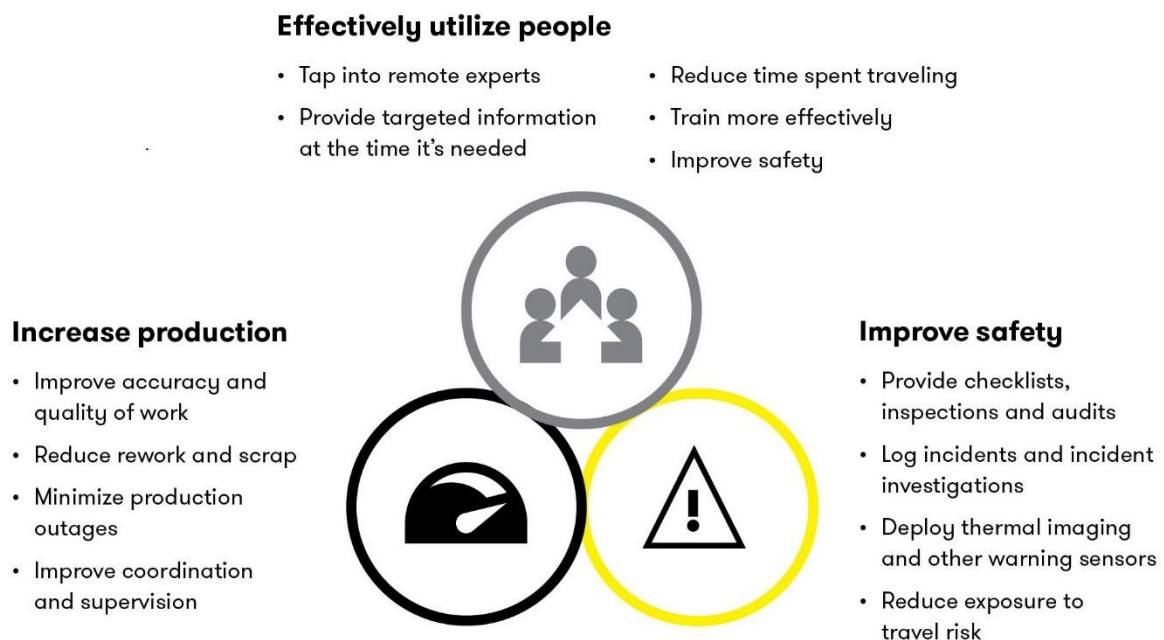 Effectively utilize people
• Tap into remote experts
• Provide targeted information
at the time it's needed
• Reduce time spent traveling
• Train more effectively
• Improve safety
Increase production
• Improve accuracy and
quality of work
• Reduce rework and scrap
• Minimize production
outages
• Improve coordination
and supervision
Improve safety
• Provide checklists,
inspections and audits
• Log incidents and incident
investigations
• Deploy thermal imaging
and other warning sensors
• Reduce exposure to
travel risk